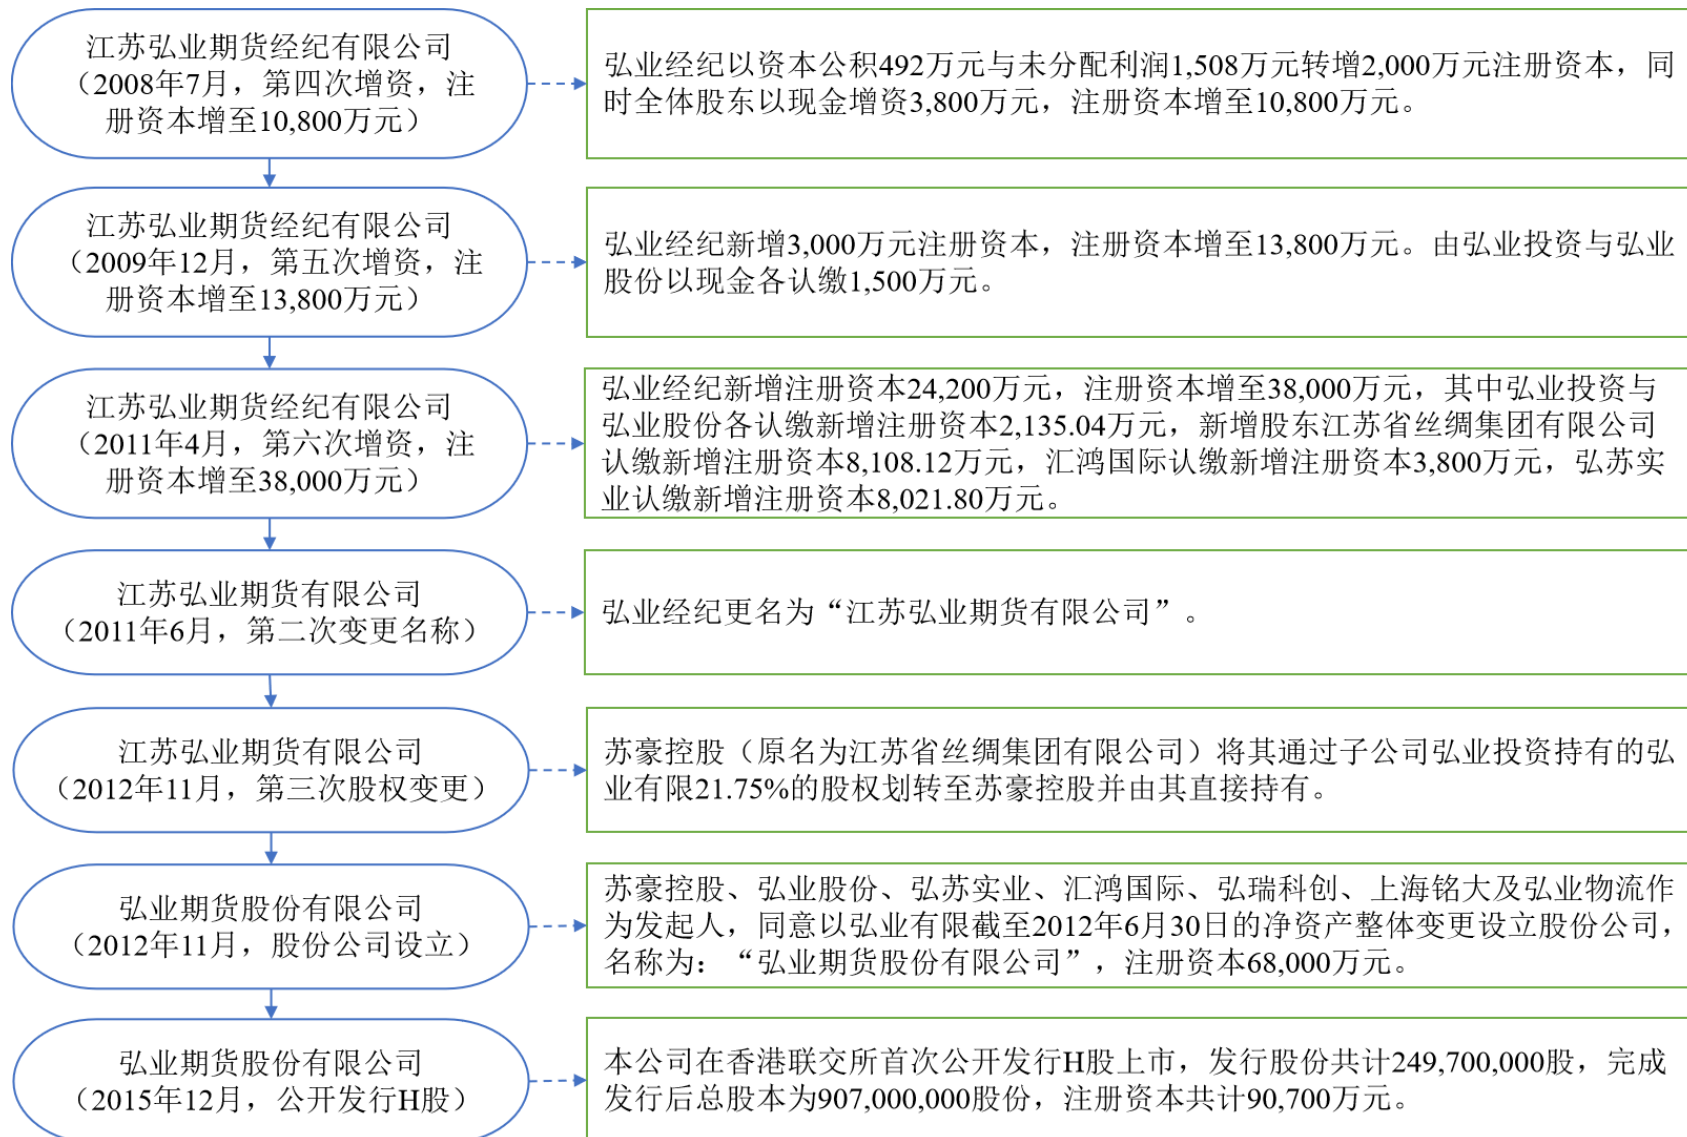 江苏弘业期货经纪有限公司
（2008年7月，第四次增资，注
册资本增至10,800万元）
弘业经纪以资本公积492万元与未分配利润1,508万元转增2,000万元注册资本，同
时全体股东以现金增资3,800万元，注册资本增至10,800万元。
江苏弘业期货经纪有限公司
（2009年12月，第五次增资，注
册资本增至13,800万元）
弘业经纪新增3,000万元注册资本，注册资本增至13,800万元。由弘业投资与弘业
股份以现金各认缴1,500万元。
江苏弘业期货经纪有限公司
（2011年4月，第六次增资，注
册资本增至38,000万元）
弘业经纪新增注册资本24,200万元，注册资本增至38,000万元，其中弘业投资与
弘业股份各认缴新增注册资本2,135.04万元，新增股东江苏省丝绸集团有限公司
认缴新增注册资本8,108.12万元，汇鸿国际认缴新增注册资本3,800万元，弘苏实
业认缴新增注册资本8,021.80万元。
江苏弘业期货有限公司
（2011年6月，第二次变更名称）
弘业经纪更名为“江苏弘业期货有限公司”。
江苏弘业期货有限公司
（2012年11月，第三次股权变更）
苏豪控股（原名为江苏省丝绸集团有限公司）将其通过子公司弘业投资持有的弘
业有限21.75%的股权划转至苏豪控股并由其直接持有。
弘业期货股份有限公司
（2012年11月，股份公司设立）
苏豪控股、弘业股份、弘苏实业、汇鸿国际、弘瑞科创、上海铭大及弘业物流作
为发起人，同意以弘业有限截至2012年6月30日的净资产整体变更设立股份公司，
名称为：“弘业期货股份有限公司”，注册资本68,000万元。
弘业期货股份有限公司
（2015年12月，公开发行H股）
本公司在香港联交所首次公开发行H股上市，发行股份共计249,700,000股，完成
发行后总股本为907,000,000股份，注册资本共计90,700万元。